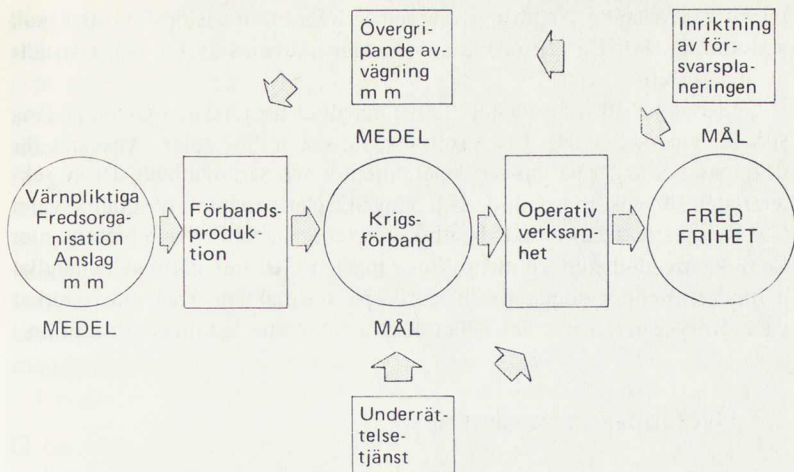 Övergri-
pande av-
vägning
m m
Inriktning
av för-
svarspla-
neringen
MEDEL
MÅL
Värnpliktiga
Fredsorga-
nisation
Anslag
m m
Förbands-
produk-
tion
Krigs-
förband
Operativ
verksam-
het
FRED
FRIHET
MEDEL
MÅL
Underrät-
telse-
tjänst